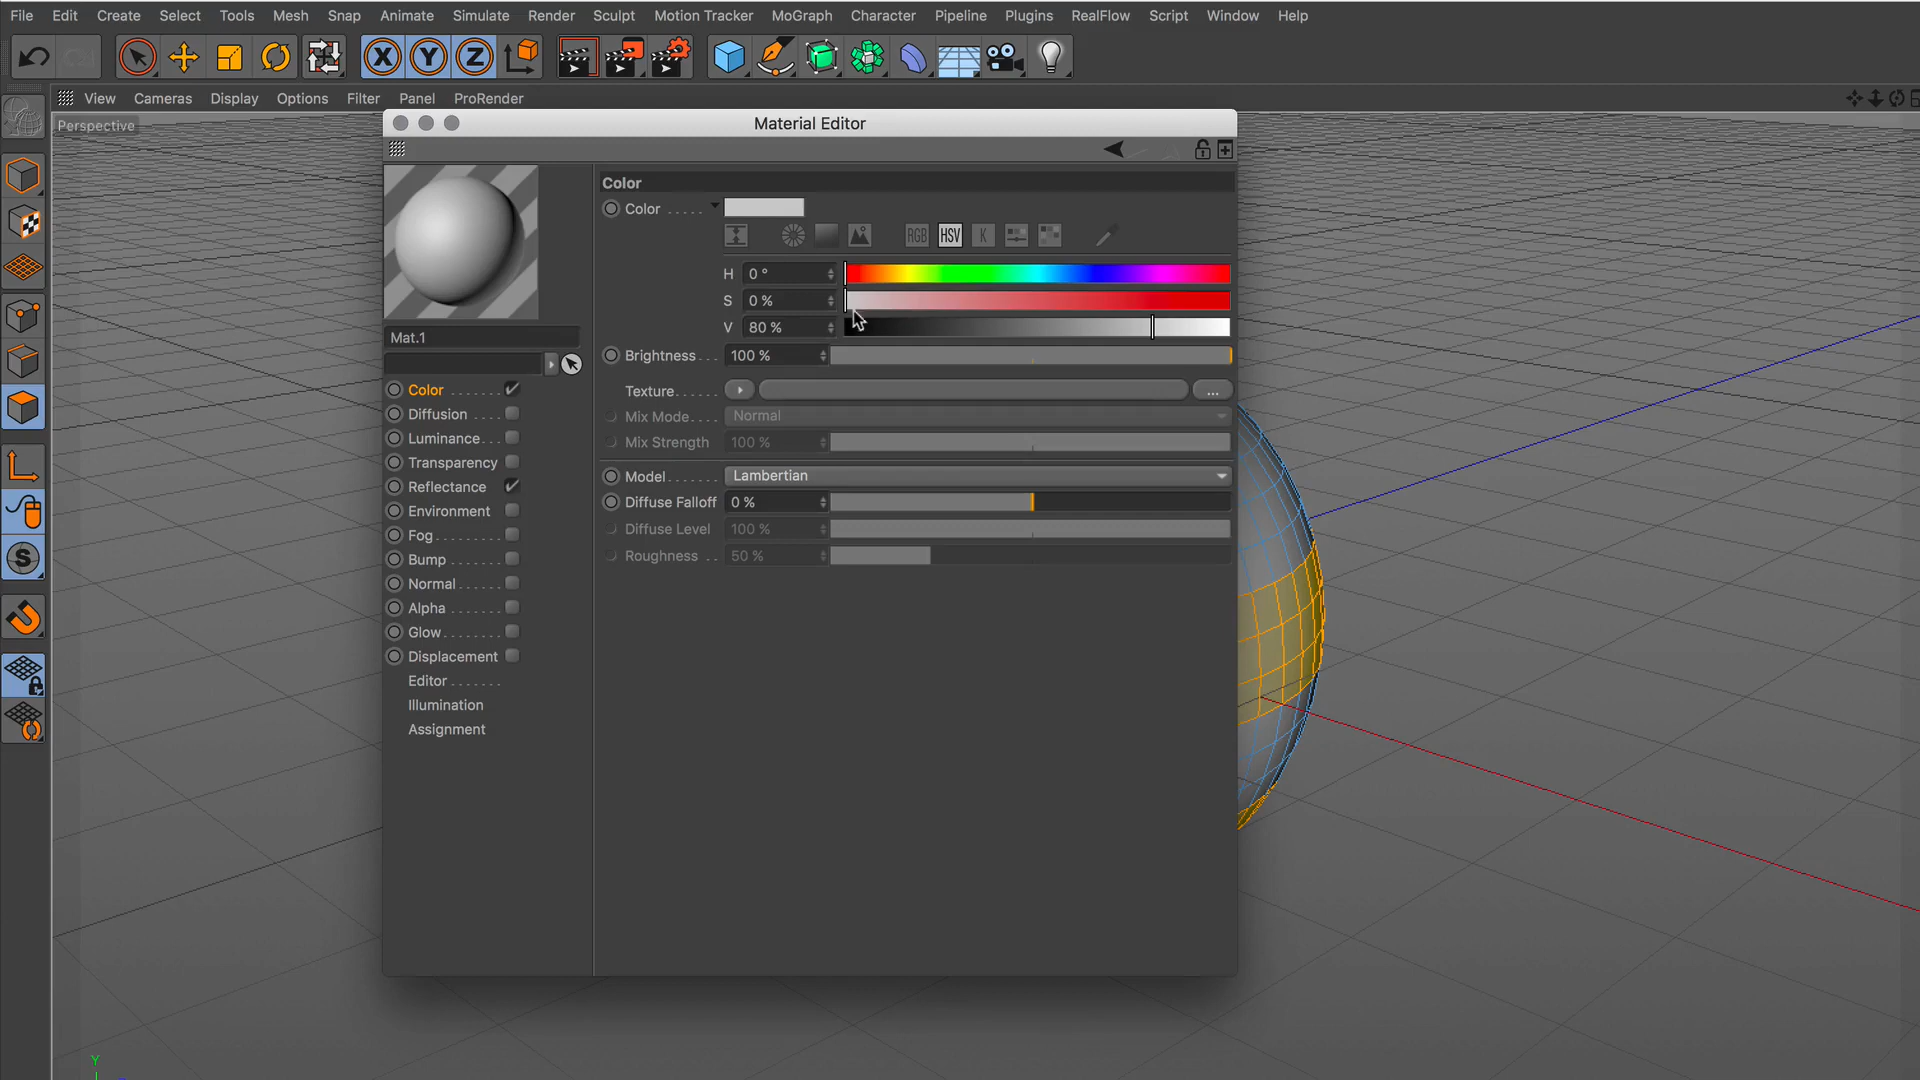 File Edit Create Select Tools Mesh Snap Animate Simulate Render Sculpt Motion Tracker MoGraph Character Pipeline Plugins RealFlow Script Window Help
X Y Z
View Cameras Display Options Filter Panel ProRender
Perspective
Material Editor
Color
Color . . . . .
RGB HSV K
H 0 °
S 0 %
V 80 %
Mat.1
Brightness . . . 100 %
Color . . . . . . . .
Texture . . . . . . ...
Diffusion . . . .
Mix Mode . . . . Normal
Luminance . . .
Mix Strength 100 %
Transparency
Model . . . . . . . Lambertian
Reflectance . .
Diffuse Falloff 0 %
Environment
Diffuse Level 100 %
Fog . . . . . . . . .
Roughness . . 50 %
Bump . . . . . . .
Normal . . . . . .
Alpha . . . . . . .
Glow . . . . . . . .
Displacement
Editor . . . . . . .
Illumination
Assignment
S
Y